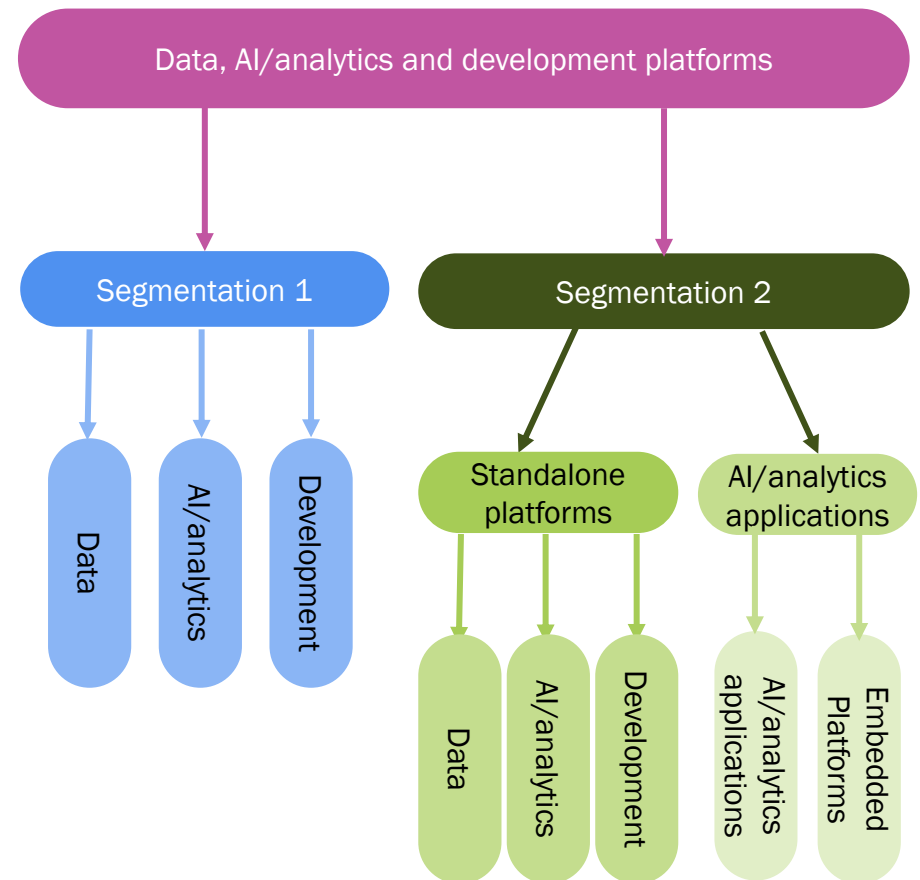 Data, AI/analytics and development platforms
Segmentation 1
Segmentation 2
Data
AI/analytics
Development
Standalone
platforms
AI/analytics
applications
Data
AI/analytics
Development
AI/analytics
applications
Embedded
Platforms